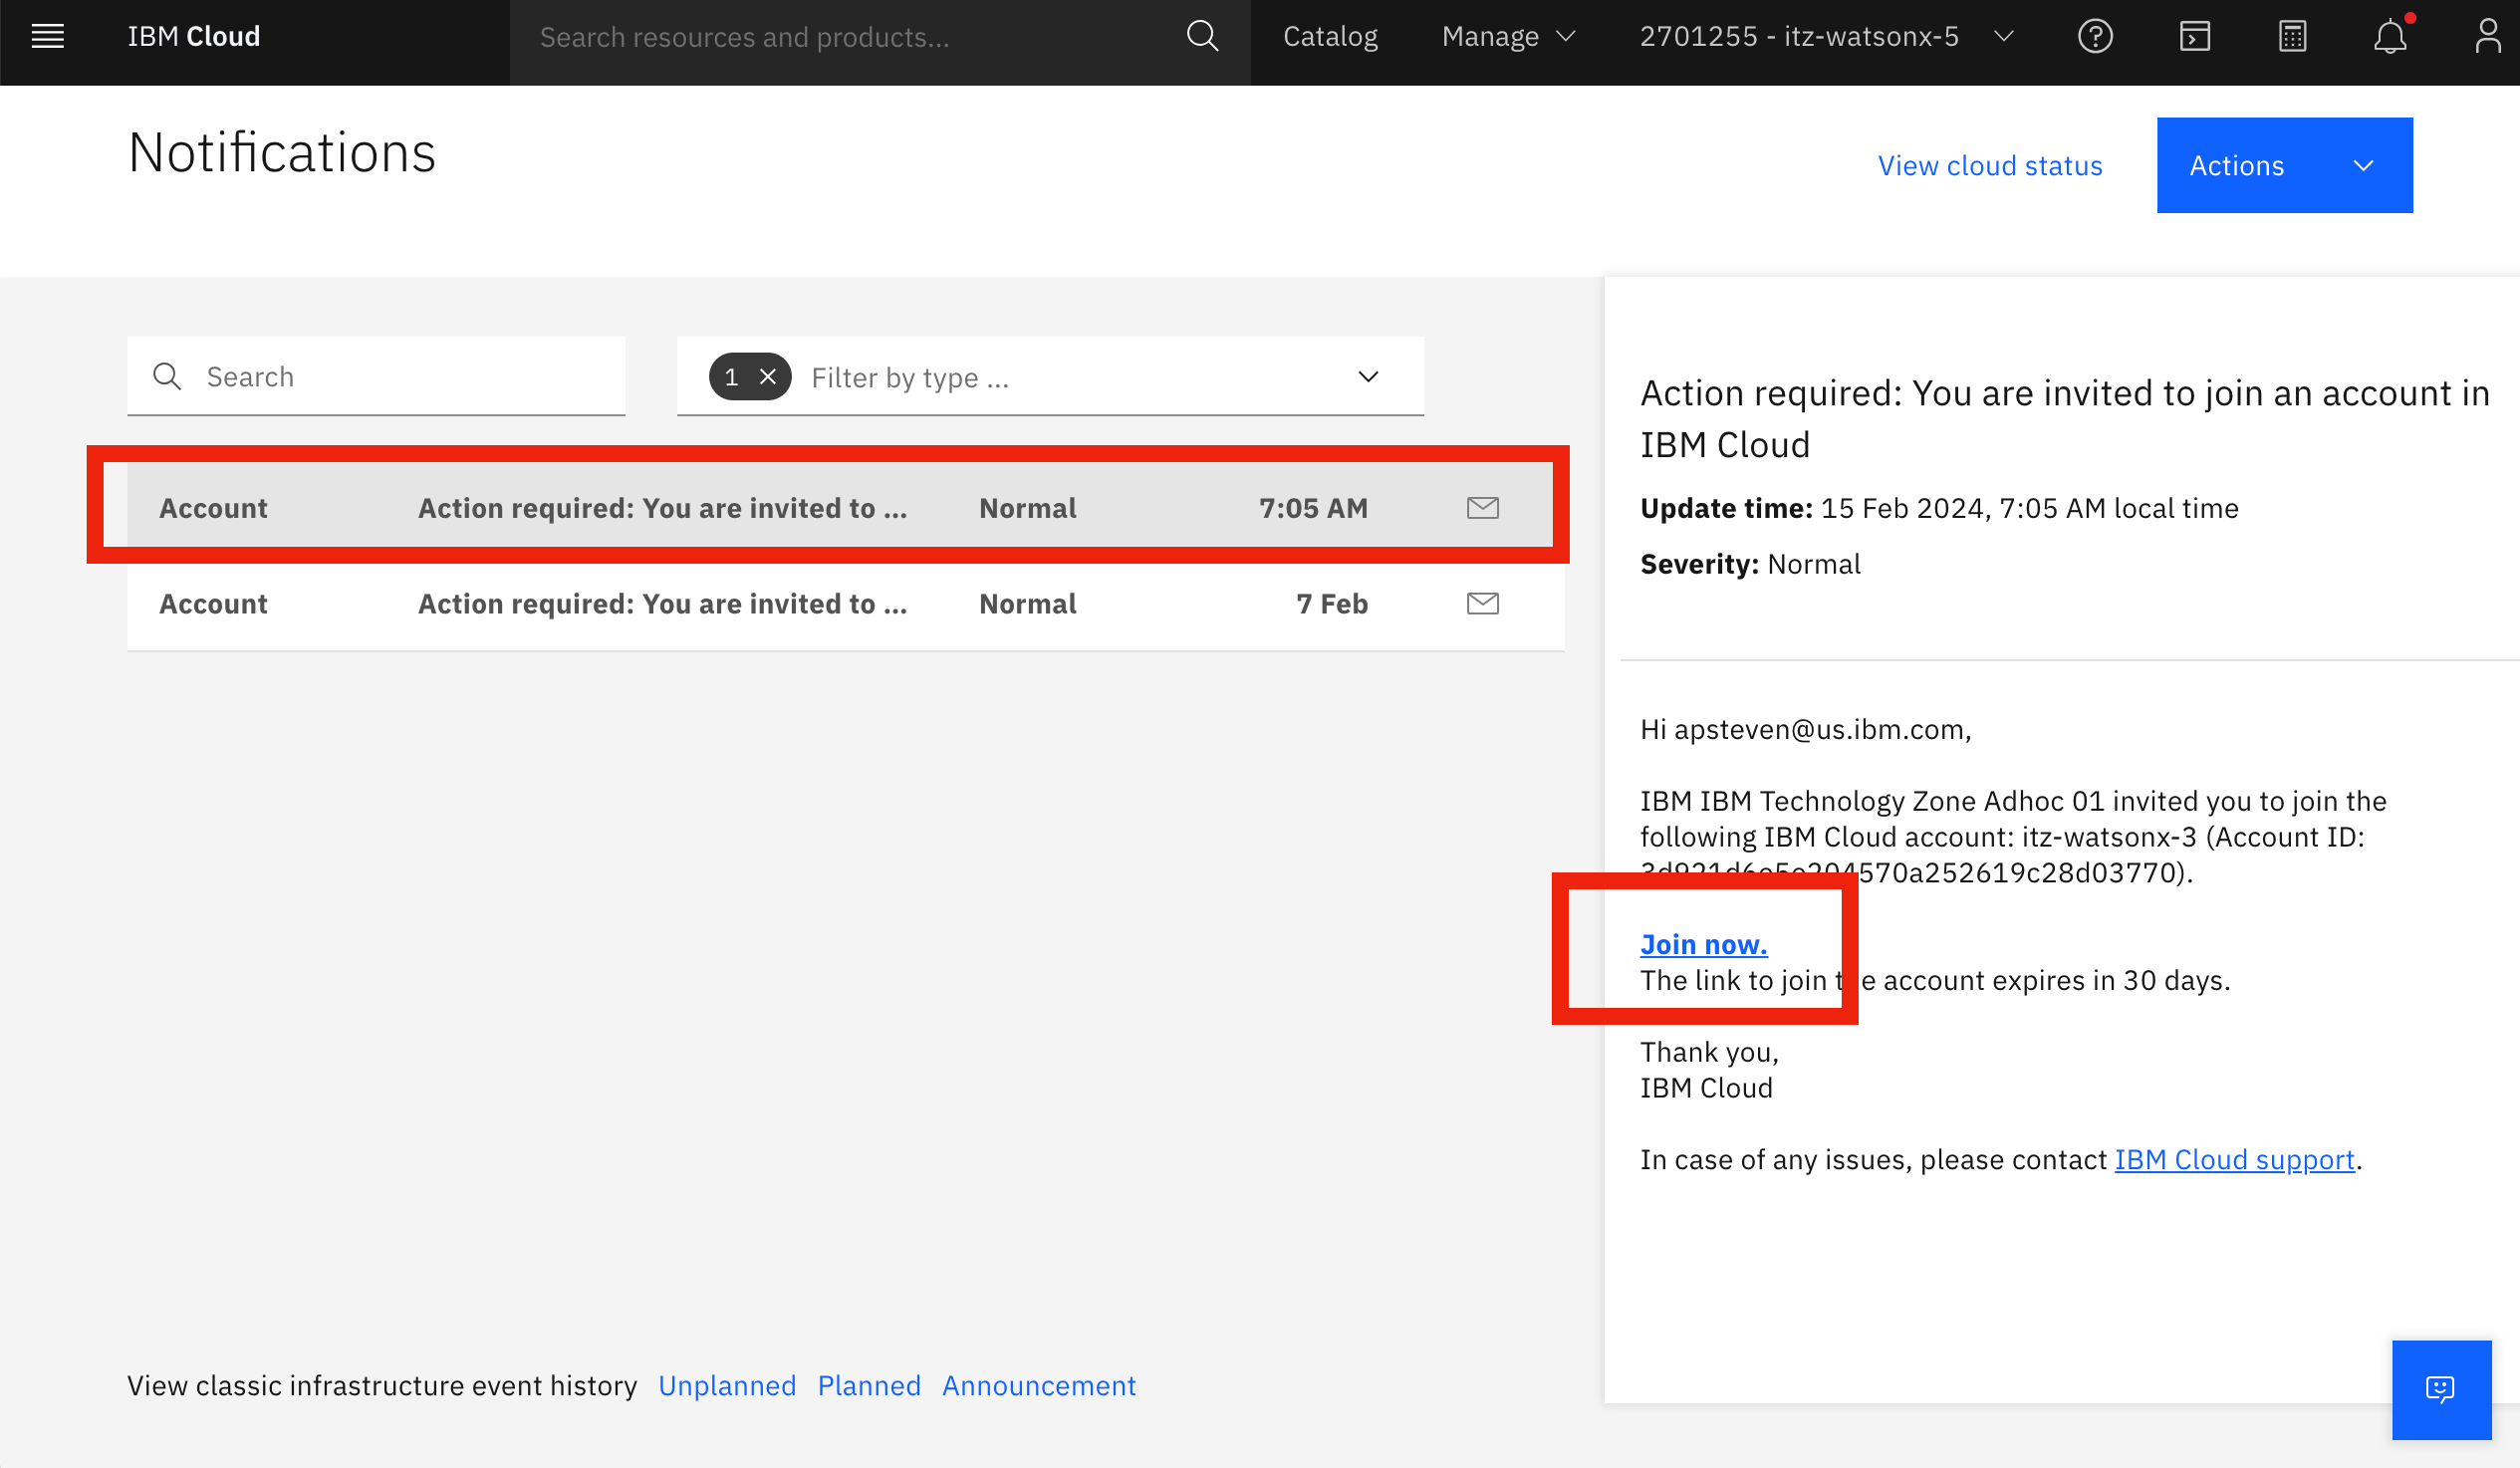 IBM Cloud
Search resources and products...
Catalog
Manage
2701255 - itz-watsonx-5
Notifications
View cloud status
Actions
Search
1
Filter by type ...
Account Action required: You are invited to ... Normal 7:05 AM
Account Action required: You are invited to ... Normal 7 Feb
Action required: You are invited to join an account in
IBM Cloud
Update time: 15 Feb 2024, 7:05 AM local time
Severity: Normal
Hi apsteven@us.ibm.com,
IBM IBM Technology Zone Adhoc 01 invited you to join the
following IBM Cloud account: itz-watsonx-3 (Account ID:
Join now.
The link to join the account expires in 30 days.
Thank you,
IBM Cloud
In case of any issues, please contact IBM Cloud support.
View classic infrastructure event history Unplanned Planned Announcement